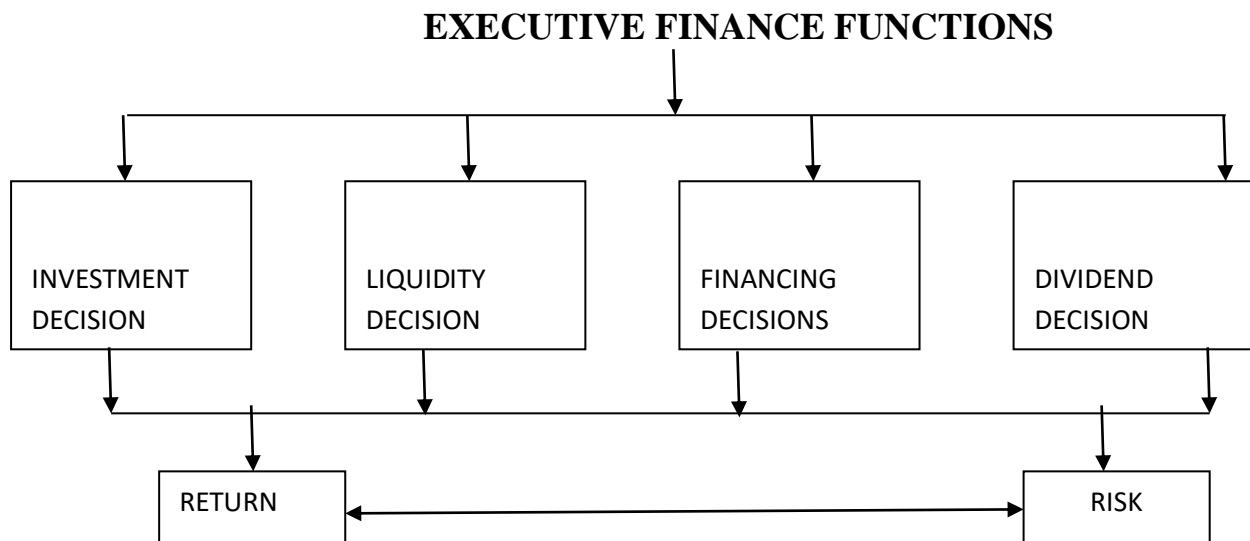 EXECUTIVE FINANCE FUNCTIONS
INVESTMENT
DECISION
LIQUIDITY
DECISION
FINANCING
DECISIONS
DIVIDEND
DECISION
RETURN
RISK